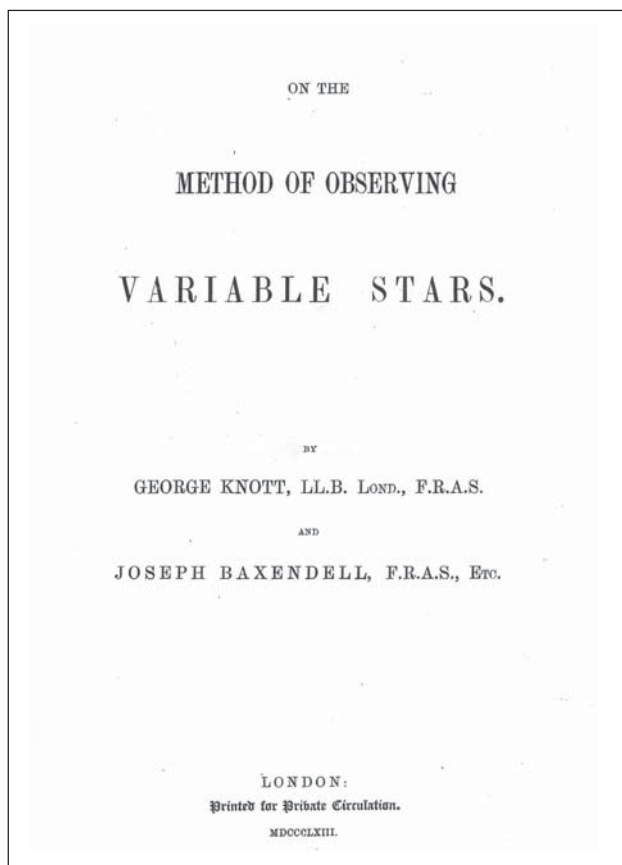 ON THE
METHOD OF OBSERVING
VARIABLE STARS.
BY
GEORGE KNOTT, LL.B. LOND., F.R.A.S.
AND
JOSEPH BAXENDELL, F.R.A.S., ETC.
LONDON:
Printed for Private Circulation.
MDCCCLXIII.